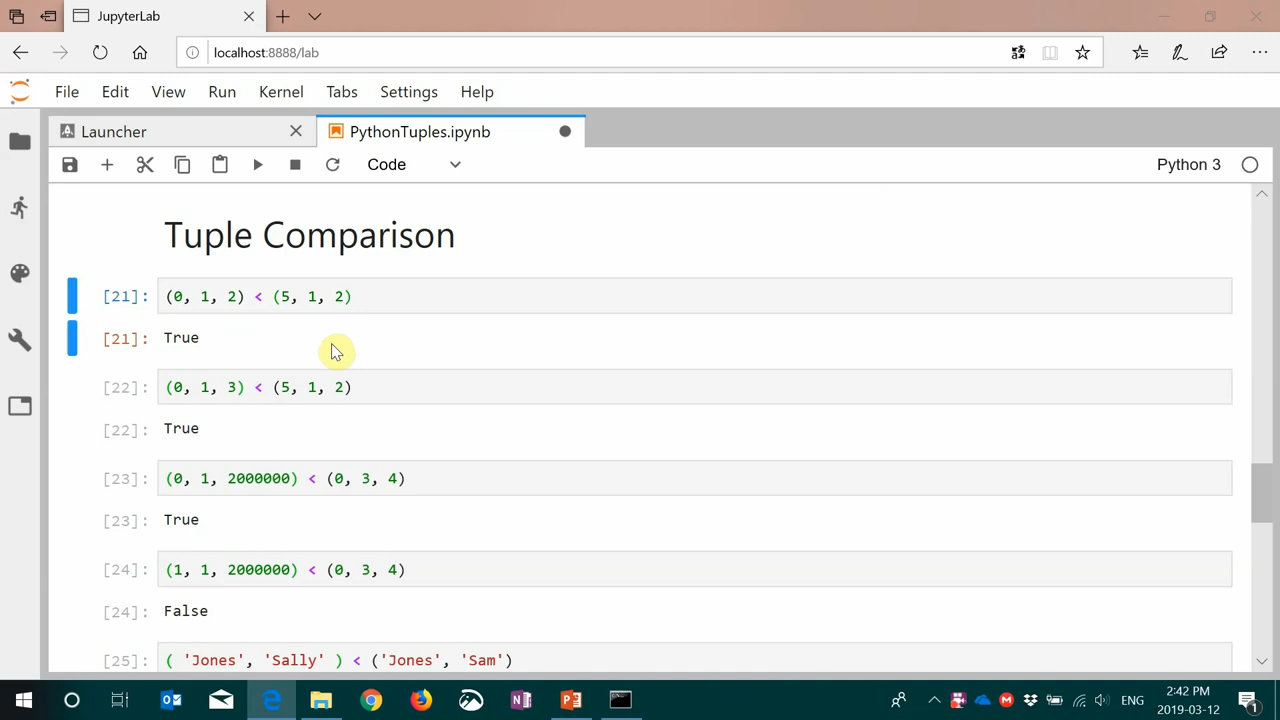 JupyterLab
localhost:8888/lab
File Edit View Run Kernel Tabs Settings Help
Launcher PythonTuples.ipynb
Code Python 3
Tuple Comparison
[21]: (0, 1, 2) < (5, 1, 2)
[21]: True
[22]: (0, 1, 3) < (5, 1, 2)
[22]: True
[23]: (0, 1, 2000000) < (0, 3, 4)
[23]: True
[24]: (1, 1, 2000000) < (0, 3, 4)
[24]: False
[25]: ( 'Jones', 'Sally' ) < ('Jones', 'Sam')
ENG
2:42 PM
2019-03-12